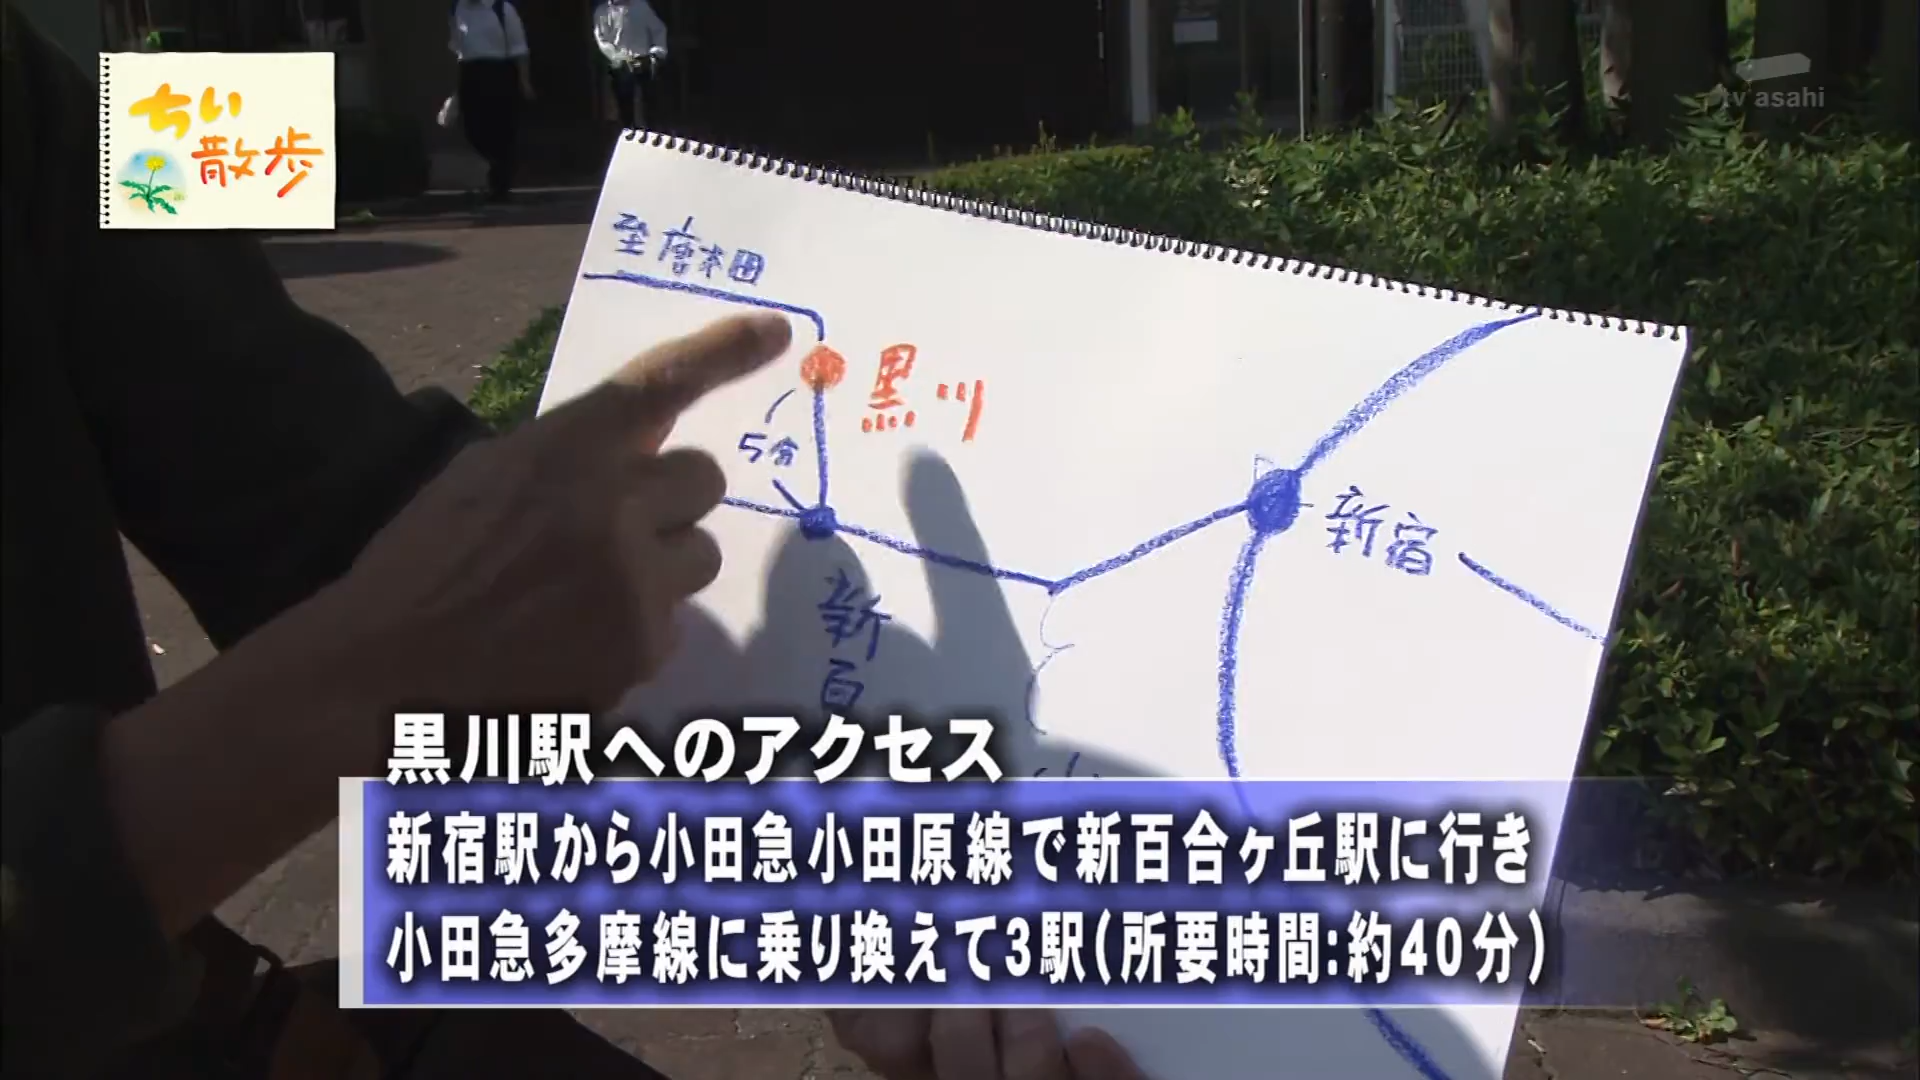 ちい
散歩
tv asahi
至唐木田
黒川
5分
新宿
新百
黒川駅へのアクセス
新宿駅から小田急小田原線で新百合ヶ丘駅に行き
小田急多摩線に乗り換えて3駅(所要時間:約40分)